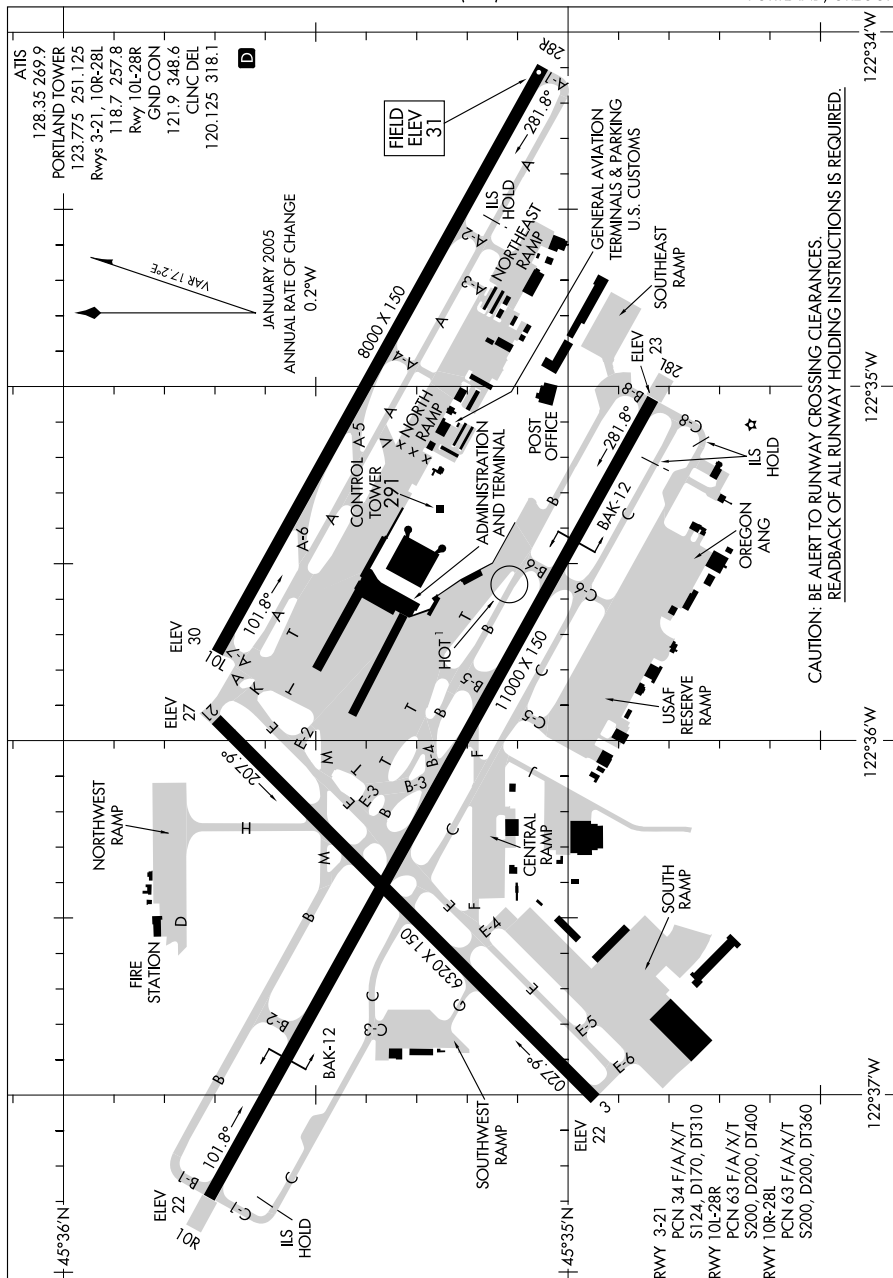 ATIS
128.35 269.9
PORTLAND TOWER
123.775 251.125
Rwys 3-21, 10R-28L
118.7 257.8
Rwy 10L-28R
GND CON
121.9 348.6
CLNC DEL
120.125 318.1
D
VAR 17.2°E
JANUARY 2005
ANNUAL RATE OF CHANGE
0.2°W
FIELD
ELEV
31
28R
A-1
281.8°
A
ILS
HOLD
A-2
NORTHEAST
RAMP
A-3
A
8000 X 150
A-4
GENERAL AVIATION
TERMINALS & PARKING
U.S. CUSTOMS
SOUTHEAST
RAMP
ELEV
23
28L
B-8
281.8°
C-8
ILS
HOLD
A
A-5
NORTH
RAMP
X X X X
CONTROL
TOWER
291
POST
OFFICE
ADMINISTRATION
AND TERMINAL
B
BAK-12
C
OREGON
ANG
A-6
A
B-6
C-6
HOT 1
101.8°
A
T
ELEV
30
10L
A-7
A
K
T
B
T
B-5
11000 X 150
C
C-5
USAF
RESERVE
RAMP
ELEV
27
21
E
E-2
207.9°
M
T
T
B
B-4
B-3
F
J
NORTHWEST
RAMP
H
E
E-3
B
M
C
CENTRAL
RAMP
D
FIRE
STATION
B
E
F
E-4
SOUTH
RAMP
6320 X 150
E
B-2
C
C-3
G
E-5
BAK-12
B
027.9°
E-6
3
ELEV
22
SOUTHWEST
RAMP
101.8°
B-1
ELEV
22
10R
C-1
C
ILS
HOLD
CAUTION: BE ALERT TO RUNWAY CROSSING CLEARANCES.
READBACK OF ALL RUNWAY HOLDING INSTRUCTIONS IS REQUIRED.
RWY 3-21
PCN 34 F/A/X/T
S124, D170, DT310
RWY 10L-28R
PCN 63 F/A/X/T
S200, D200, DT400
RWY 10R-28L
PCN 63 F/A/X/T
S200, D200, DT360
45°36'N
45°35'N
122°34'W
122°35'W
122°36'W
122°37'W